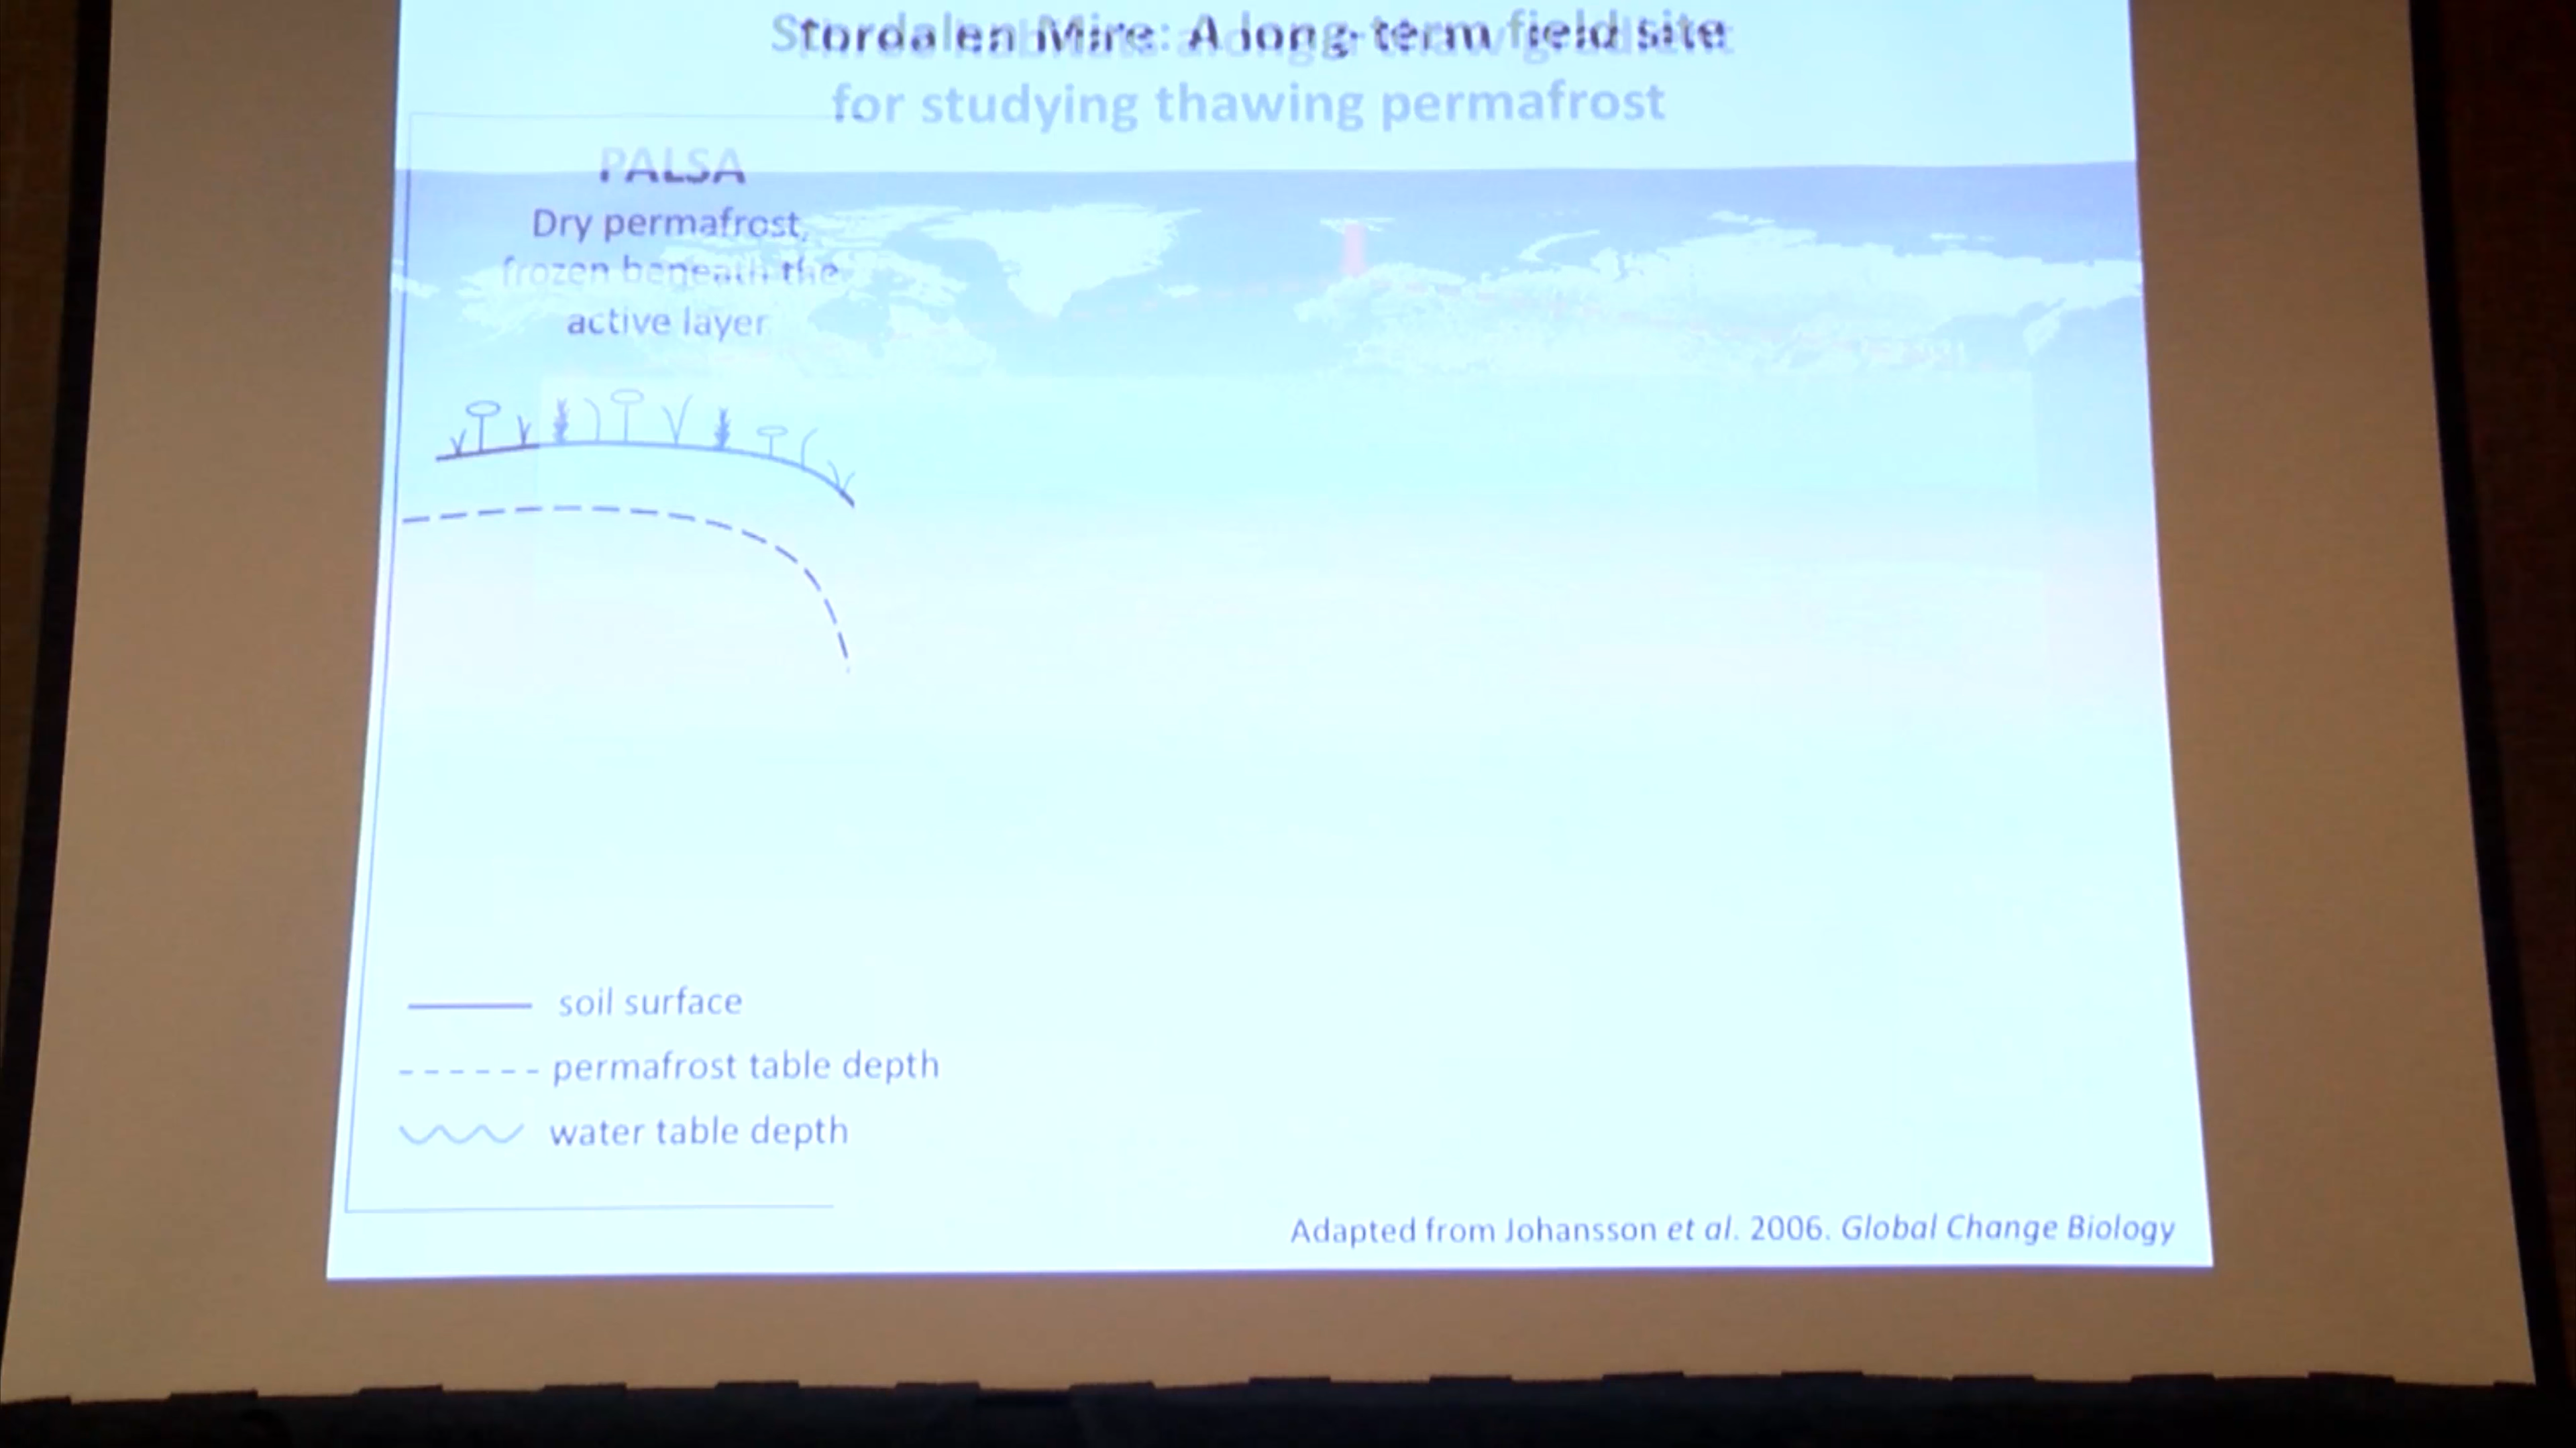 Stordalen Mire: A long-term field site
for studying thawing permafrost
PALSA
Dry permafrost,
frozen beneath the
active layer
soil surface
permafrost table depth
water table depth
Adapted from Johansson et al. 2006. Global Change Biology